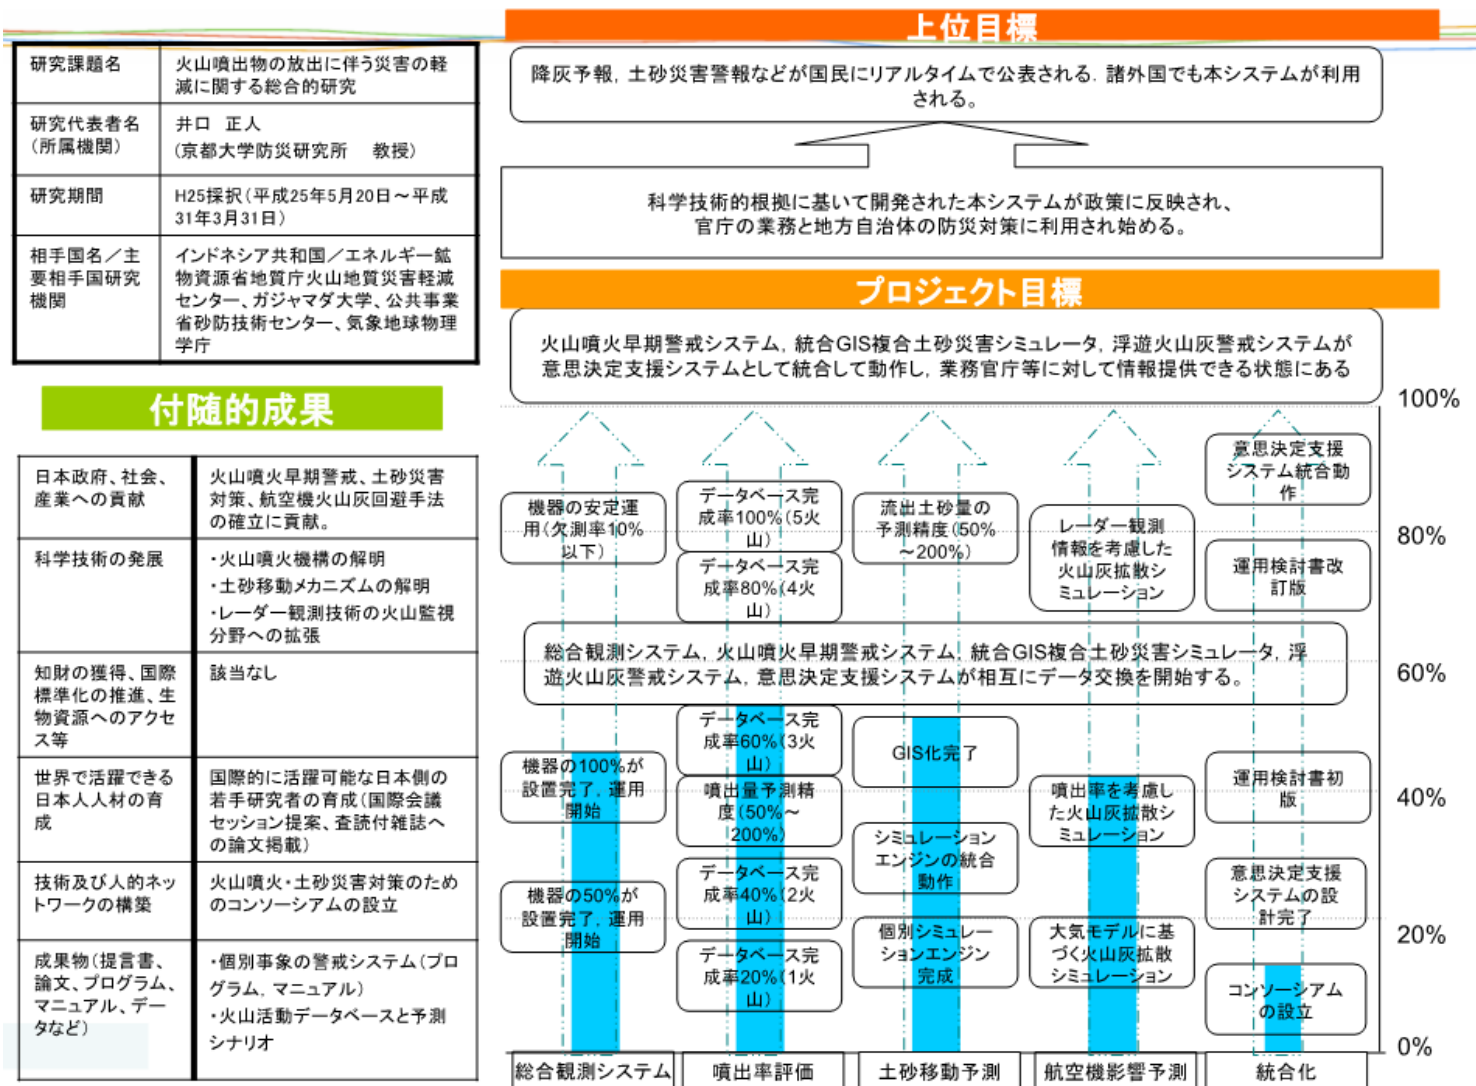 上位目標
研究課題名
火山噴出物の放出に伴う災害の軽
減に関する総合的研究
研究代表者名
(所属機関)
井口　正人
(京都大学防災研究所　教授)
研究期間
H25採択(平成25年5月20日～平成
31年3月31日)
相手国名／主
要相手国研究
機関
インドネシア共和国／エネルギー鉱
物資源省地質庁火山地質災害軽減
センター、ガジャマダ大学、公共事業
省砂防技術センター、気象地球物理
学庁
降灰予報，土砂災害警報などが国民にリアルタイムで公表される．諸外国でも本システムが利用
される。
科学技術的根拠に基いて開発された本システムが政策に反映され、
官庁の業務と地方自治体の防災対策に利用され始める。
プロジェクト目標
火山噴火早期警戒システム，統合GIS複合土砂災害シミュレータ，浮遊火山灰警戒システムが
意思決定支援システムとして統合して動作し，業務官庁等に対して情報提供できる状態にある
付随的成果
日本政府、社会、
産業への貢献
火山噴火早期警戒、土砂災害
対策、航空機火山灰回避手法
の確立に貢献。
科学技術の発展
・火山噴火機構の解明
・土砂移動メカニズムの解明
・レーダー観測技術の火山監視
分野への拡張
知財の獲得、国際
標準化の推進、生
物資源へのアクセ
ス等
該当なし
世界で活躍できる
日本人人材の育
成
国際的に活躍可能な日本側の
若手研究者の育成(国際会議
セッション提案、査読付雑誌へ
の論文掲載)
技術及び人的ネッ
トワークの構築
火山噴火・土砂災害対策のため
のコンソーシアムの設立
成果物(提言書、
論文、プログラム、
マニュアル、デー
タなど)
・個別事象の警戒システム(プロ
グラム，マニュアル)
・火山活動データベースと予測
シナリオ
100%
80%
60%
40%
20%
0%
機器の安定運
用(欠測率10%
以下)
機器の100%が
設置完了，運用
開始
機器の50%が
設置完了，運用
開始
総合観測システム
データベース完
成率100%(5火
山)
データベース完
成率80%(4火
山)
データベース完
成率60%(3火
山)
噴出量予測精
度(50%～
200%)
データベース完
成率40%(2火
山)
データベース完
成率20%(1火
山)
噴出率評価
流出土砂量の
予測精度(50%
～200%)
GIS化完了
シミュレーション
エンジンの統合
動作
個別シミュレー
ションエンジン
完成
土砂移動予測
レーダー観測
情報を考慮した
火山灰拡散シ
ミュレーション
噴出率を考慮し
た火山灰拡散シ
ミュレーション
大気モデルに基
づく火山灰拡散
シミュレーション
航空機影響予測
意思決定支援
システム統合動
作
運用検討書改
訂版
運用検討書初
版
意思決定支援
システムの設
計完了
コンソーシアム
の設立
統合化
総合観測システム，火山噴火早期警戒システム，統合GIS複合土砂災害シミュレータ，浮
遊火山灰警戒システム，意思決定支援システムが相互にデータ交換を開始する。